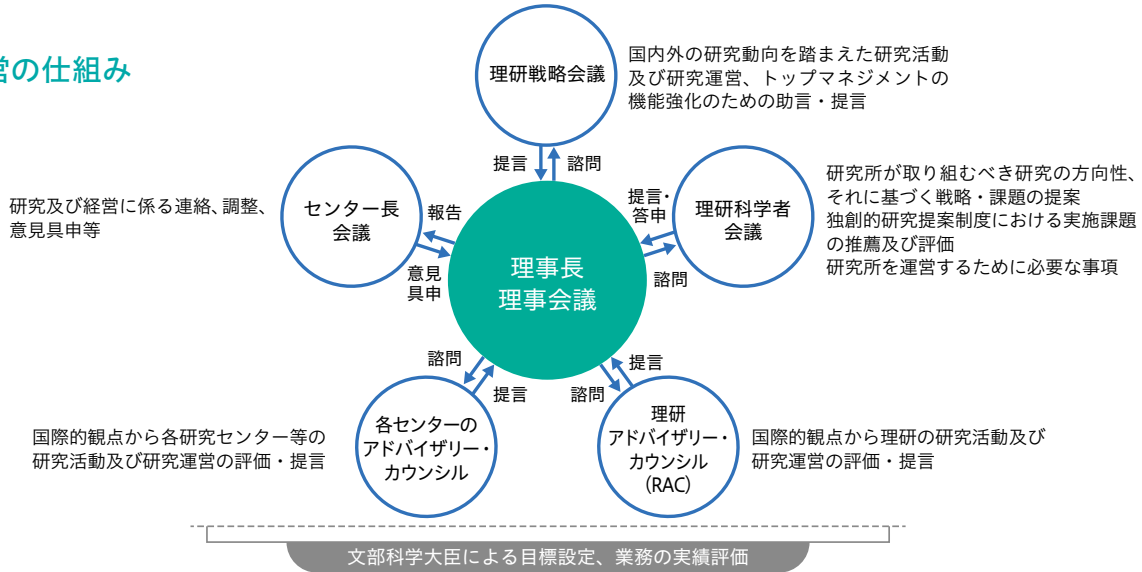 営の仕組み
理研戦略会議
国内外の研究動向を踏まえた研究活動
及び研究運営、トップマネジメントの
機能強化のための助言・提言
提言
諮問
研究及び経営に係る連絡、調整、
意見具申等
センター長
会議
報告
意見
具申
理事長
理事会議
提言・
答申
諮問
理研科学者
会議
研究所が取り組むべき研究の方向性、
それに基づく戦略・課題の提案
独創的研究提案制度における実施課題
の推薦及び評価
研究所を運営するために必要な事項
諮問
提言
各センターの
アドバイザリー・
カウンシル
国際的観点から各研究センター等の
研究活動及び研究運営の評価・提言
提言
諮問
理研
アドバイザリー・
カウンシル
(RAC)
国際的観点から理研の研究活動及び
研究運営の評価・提言
文部科学大臣による目標設定、業務の実績評価